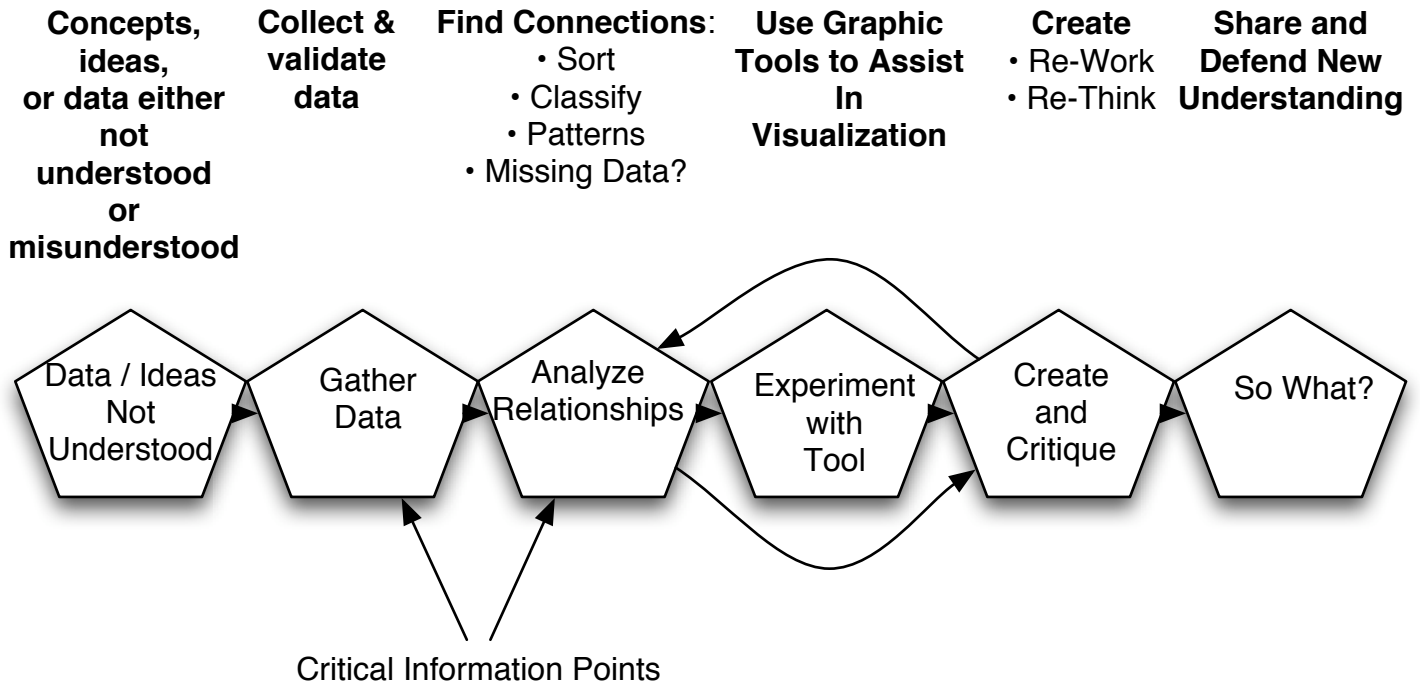 Concepts,
ideas,
or data either
not
understood
or
misunderstood
Collect &
validate
data
Find Connections:
• Sort
• Classify
• Patterns
• Missing Data?
Use Graphic
Tools to Assist
In
Visualization
Create
• Re-Work
• Re-Think
Share and
Defend New
Understanding
Data / Ideas
Not
Understood
Gather
Data
Analyze
Relationships
Experiment
with
Tool
Create
and
Critique
So What?
Critical Information Points